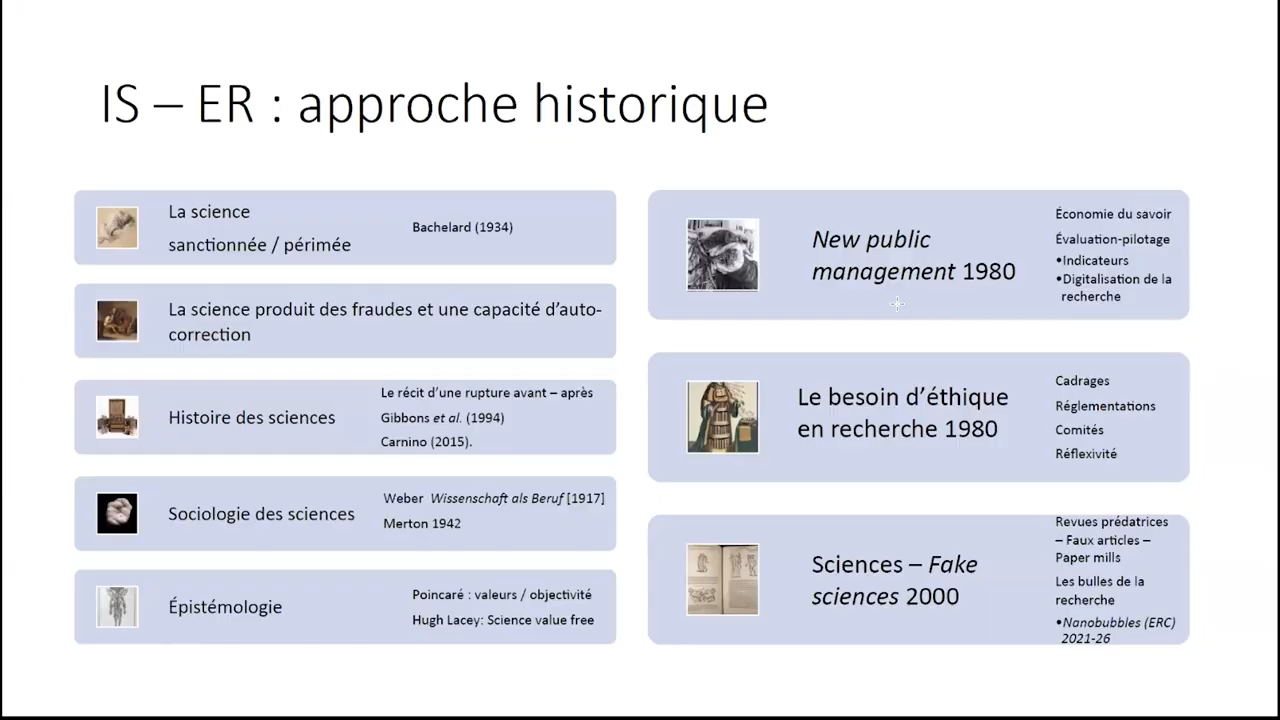 IS – ER : approche historique
La science
sanctionnée / périmée
Bachelard (1934)
La science produit des fraudes et une capacité d’auto-
correction
Histoire des sciences
Le récit d’une rupture avant – après
Gibbons et al. (1994)
Carnino (2015).
Sociologie des sciences
Weber Wissenschaft als Beruf [1917]
Merton 1942
Épistémologie
Poincaré : valeurs / objectivité
Hugh Lacey: Science value free
New public
management 1980
Économie du savoir
Évaluation-pilotage
•Indicateurs
•Digitalisation de la
recherche
Le besoin d’éthique
en recherche 1980
Cadrages
Réglementations
Comités
Réflexivité
Sciences – Fake
sciences 2000
Revues prédatrices
– Faux articles –
Paper mills
Les bulles de la
recherche
•Nanobubbles (ERC)
2021-26